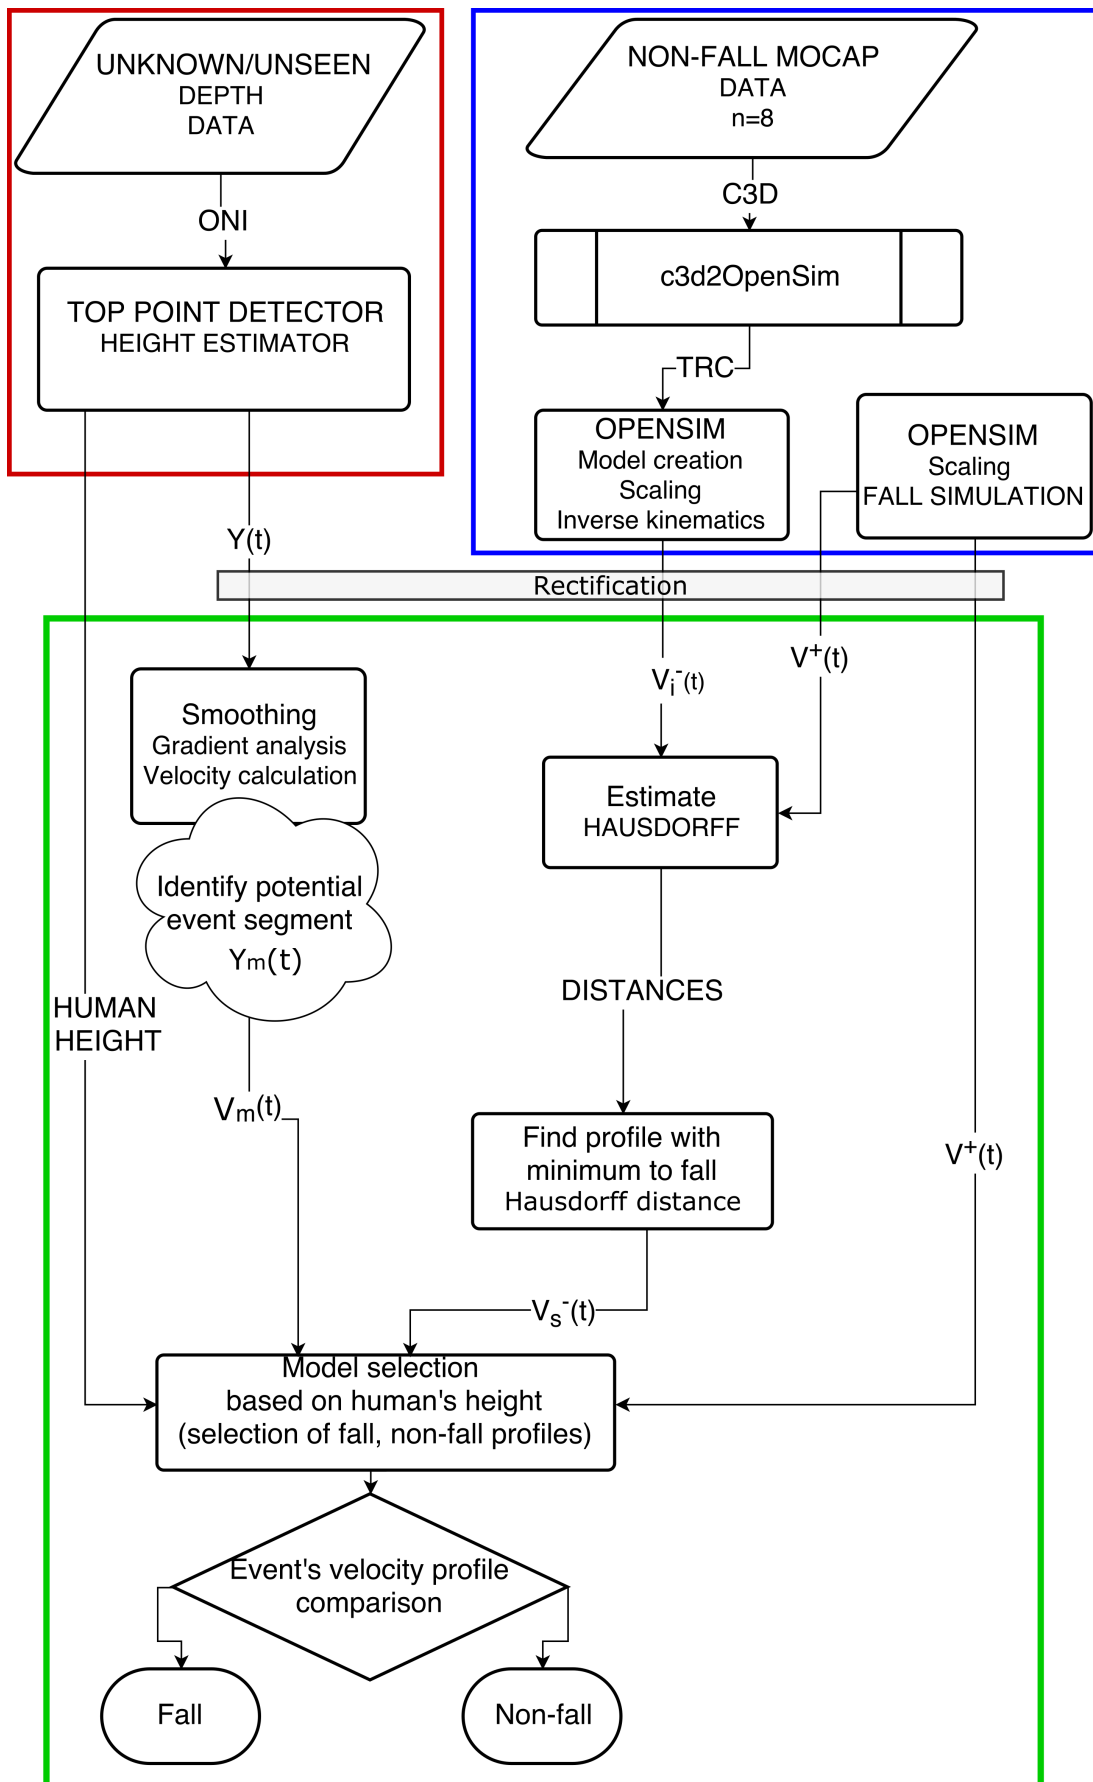 UNKNOWN/UNSEEN
DEPTH
DATA
ONI
TOP POINT DETECTOR
HEIGHT ESTIMATOR
NON-FALL MOCAP
DATA
n=8
C3D
c3d2OpenSim
TRC
OPENSIM
Model creation
Scaling
Inverse kinematics
OPENSIM
Scaling
FALL SIMULATION
Y(t)
Rectification
Vi-(t)
V+(t)
Smoothing
Gradient analysis
Velocity calculation
Estimate
HAUSDORFF
Identify potential
event segment
Ym(t)
HUMAN
HEIGHT
DISTANCES
Vm(t)
Find profile with
minimum to fall
Hausdorff distance
V+(t)
Vs-(t)
Model selection
based on human's height
(selection of fall, non-fall profiles)
Event's velocity profile
comparison
Fall
Non-fall